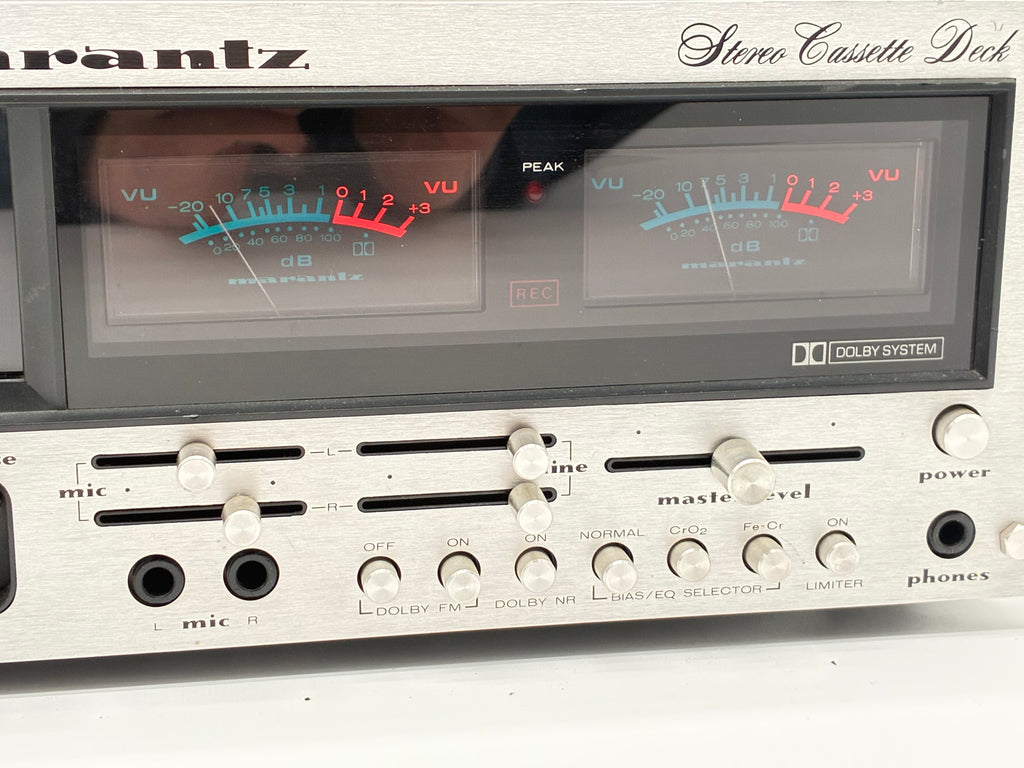 marantz
Stereo Cassette Deck
VU -20 10 7 5 3 1 0 1 2 +3 VU
0 20 40 60 80 100
dB
marantz
PEAK
REC
VU -20 10 7 5 3 1 0 1 2 +3 VU
0 20 40 60 80 100
dB
marantz
DOLBY SYSTEM
mic
L
R
line
master level
power
OFF
ON
DOLBY FM
ON
DOLBY NR
NORMAL
CrO2
Fe-Cr
BIAS/EQ SELECTOR
ON
LIMITER
phones
L mic R